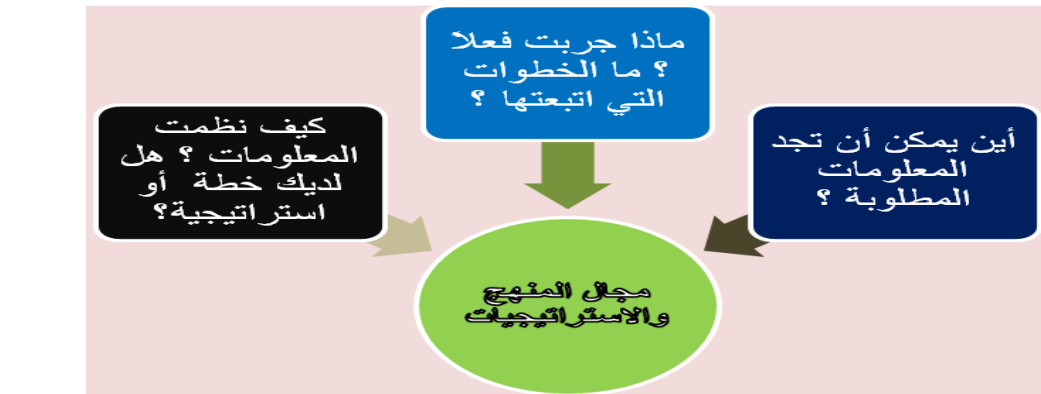 ماذا جربت فعلاً
؟ ما الخطوات
التي اتبعتها ؟
أين يمكن أن تجد
المعلومات
المطلوبة ؟
كيف نظمت
المعلومات ؟ هل
لديك خطة أو
استراتيجية؟
مجال المنهج
والاستراتيجيات